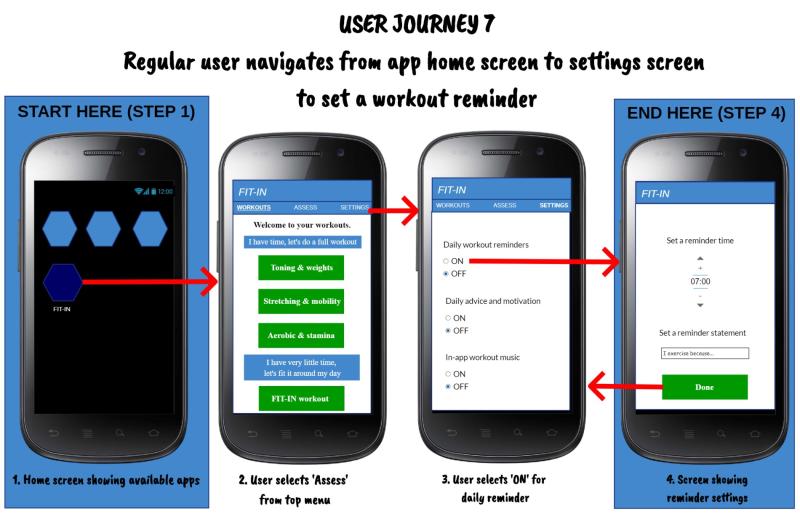 USER JOURNEY 7
Regular user navigates from app home screen to settings screen
to set a workout reminder
START HERE (STEP 1)
12:00
FIT-IN
1. Home screen showing available apps
FIT-IN
WORKOUTS ASSESS SETTINGS
Welcome to your workouts.
I have time, let's do a full workout
Toning & weights
Stretching & mobility
Aerobic & stamina
I have very little time,
let's fit it around my day
FIT-IN workout
2. User selects 'Assess'
from top menu
FIT-IN
WORKOUTS ASSESS SETTINGS
Daily workout reminders
ON
OFF
Daily advice and motivation
ON
OFF
In-app workout music
ON
OFF
3. User selects 'ON' for
daily reminder
END HERE (STEP 4)
FIT-IN
Set a reminder time
+
07:00
-
Set a reminder statement
I exercise because...
Done
4. Screen showing
reminder settings